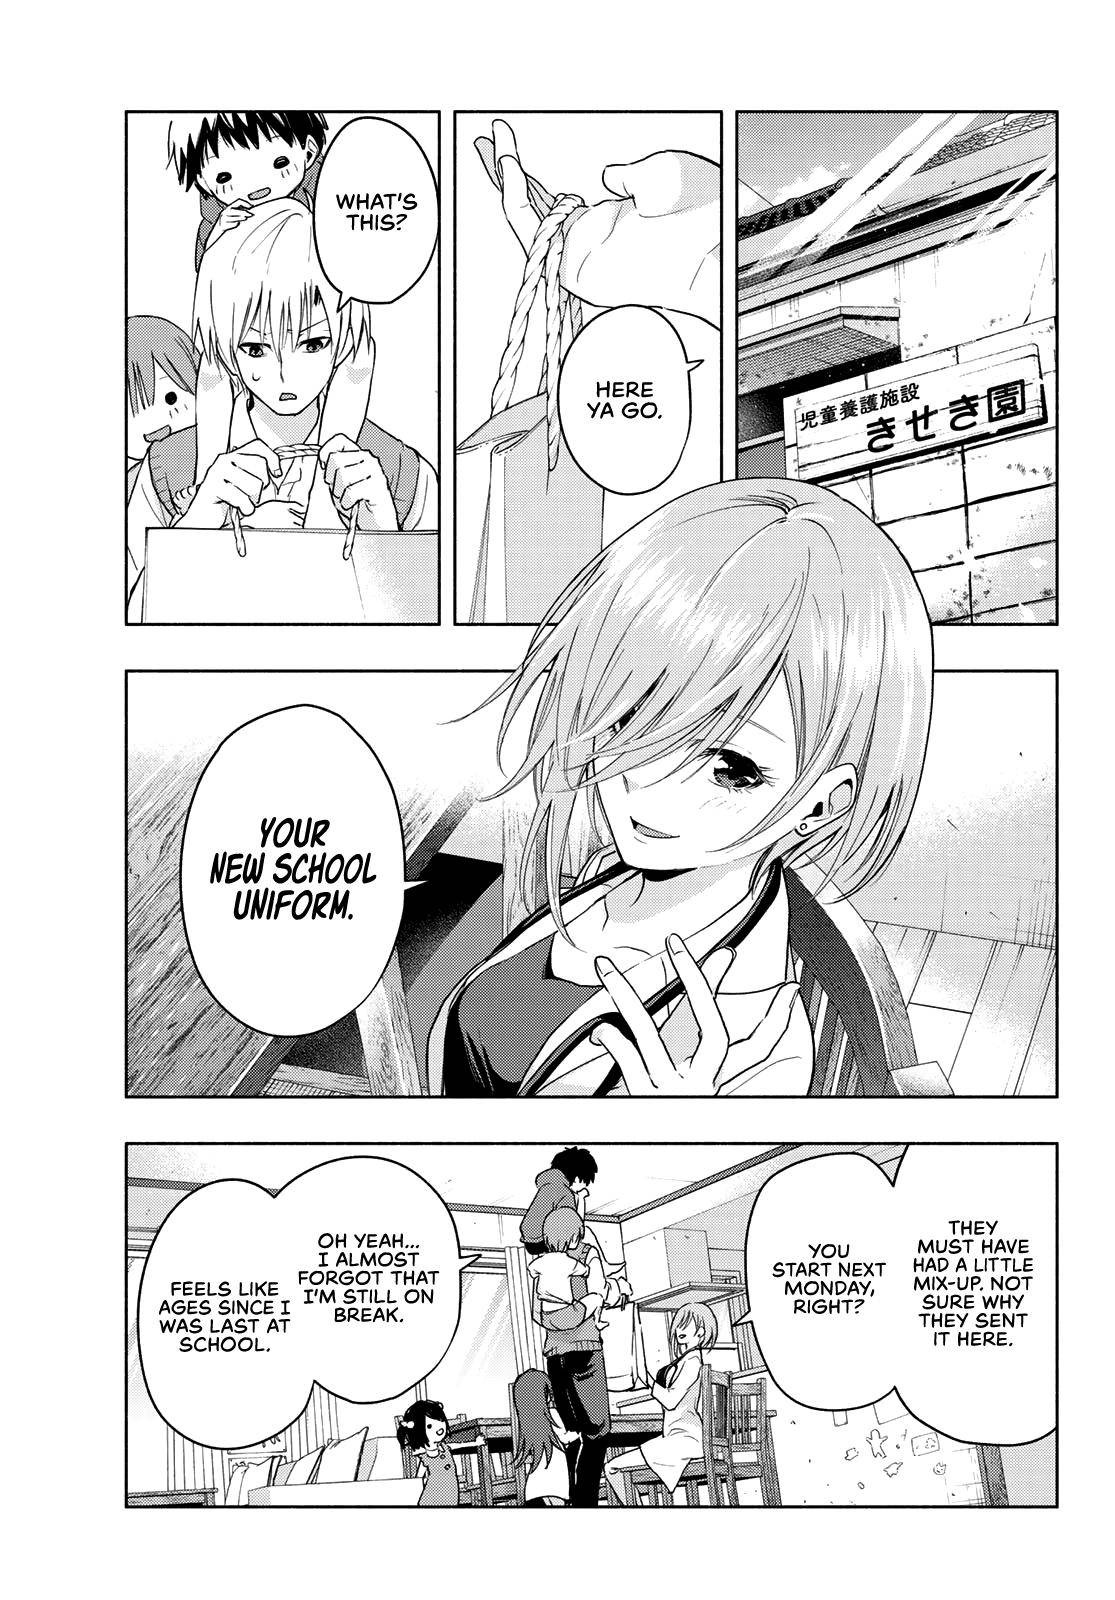 児童養護施設
きせき園
HERE
YA GO.
WHAT'S
THIS?
YOUR
NEW SCHOOL
UNIFORM.
THEY
MUST HAVE
HAD A LITTLE
MIX-UP. NOT
SURE WHY
THEY SENT
IT HERE.
YOU
START NEXT
MONDAY,
RIGHT?
OH YEAH...
I ALMOST
FORGOT THAT
I'M STILL ON
BREAK.
FEELS LIKE
AGES SINCE I
WAS LAST AT
SCHOOL.